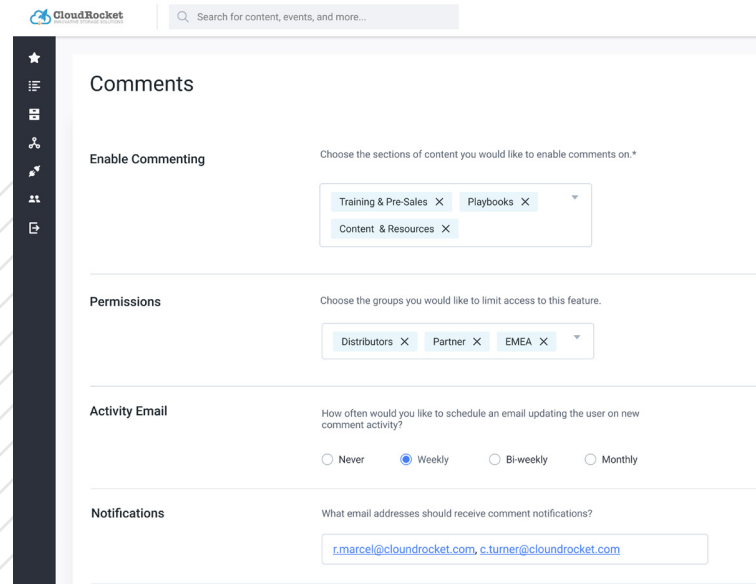 CloudRocket
INNOVATIVE STORAGE SOLUTIONS
Search for content, events, and more...
Comments
Enable Commenting
Choose the sections of content you would like to enable comments on.*
Training & Pre-Sales
Playbooks
Content & Resources
Permissions
Choose the groups you would like to limit access to this feature.
Distributors
Partner
EMEA
Activity Email
How often would you like to schedule an email updating the user on new
comment activity?
Never
Weekly
Bi-weekly
Monthly
Notifications
What email addresses should receive comment notifications?
r.marcel@cloundrocket.com, c.turner@cloundrocket.com